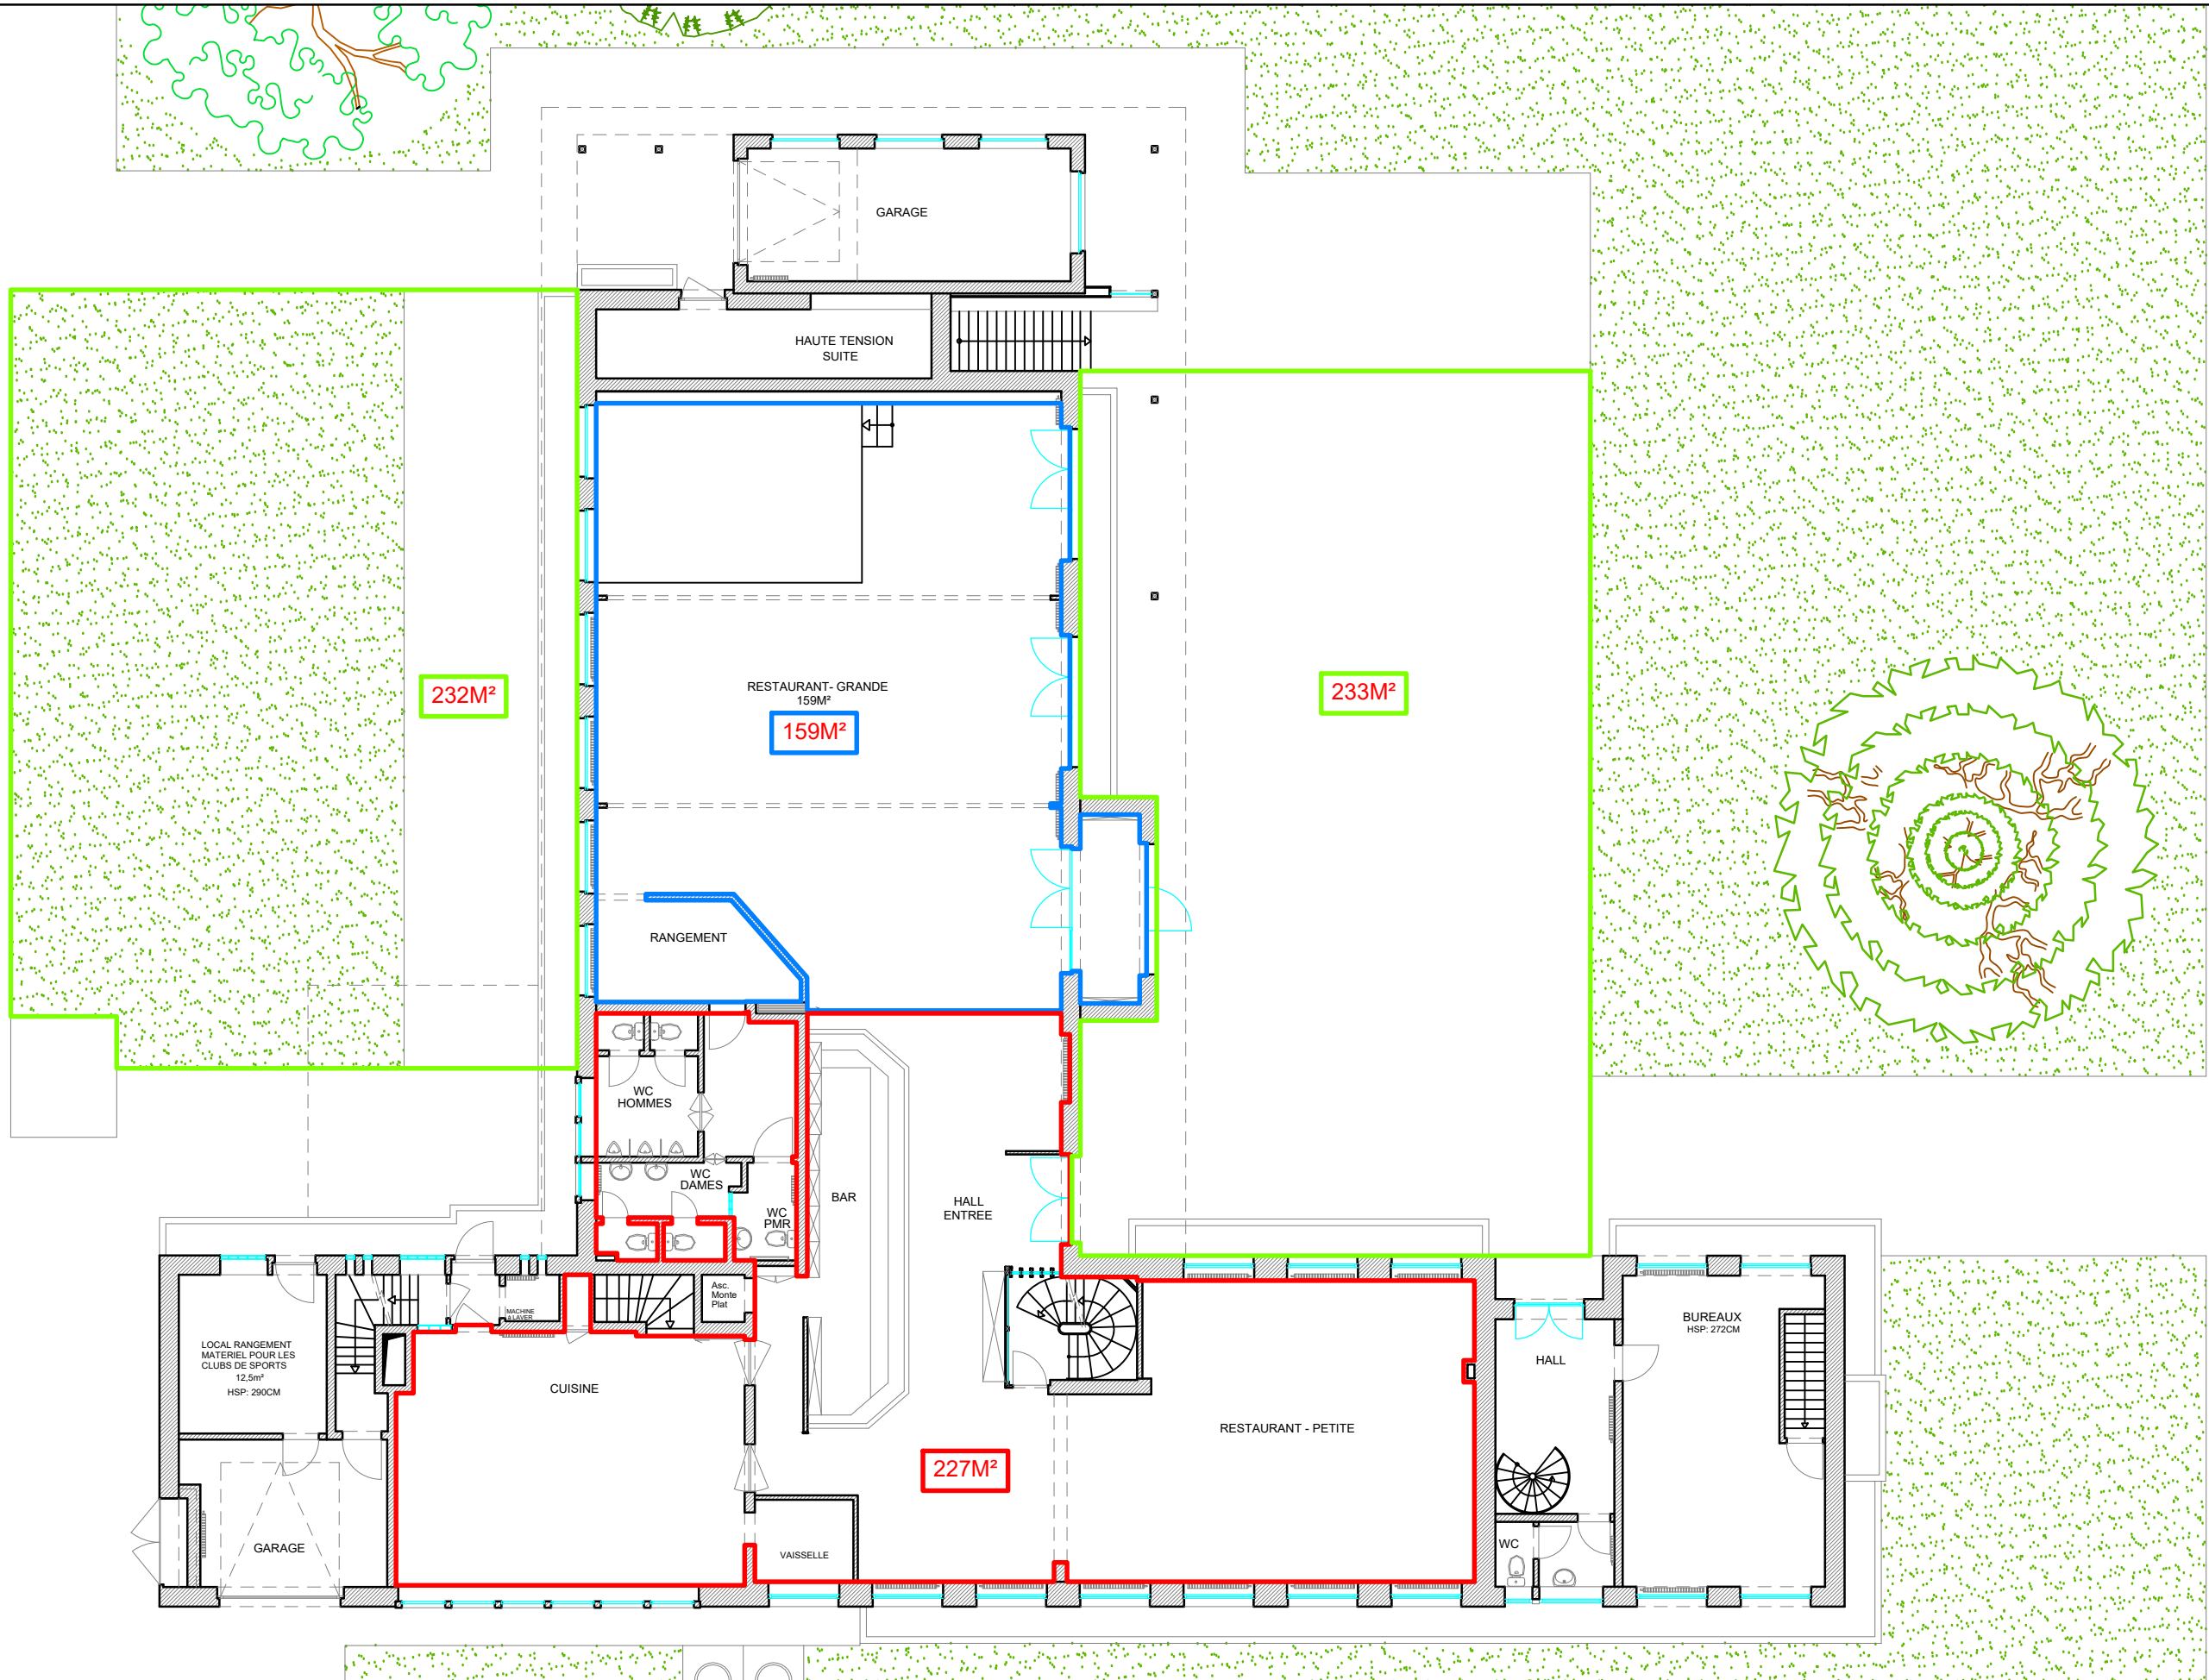 GARAGE
HAUTE TENSION
SUITE
232M²
RESTAURANT- GRANDE
159M²
159M²
233M²
RANGEMENT
WC
HOMMES
WC
DAMES
WC
PMR
BAR
HALL
ENTREE
Asc.
Monte
Plat
MACHINE
à LAVER
LOCAL RANGEMENT
MATERIEL POUR LES
CLUBS DE SPORTS
12,5m²
HSP: 290CM
CUISINE
BUREAUX
HSP: 272CM
HALL
RESTAURANT - PETITE
227M²
GARAGE
VAISSELLE
WC